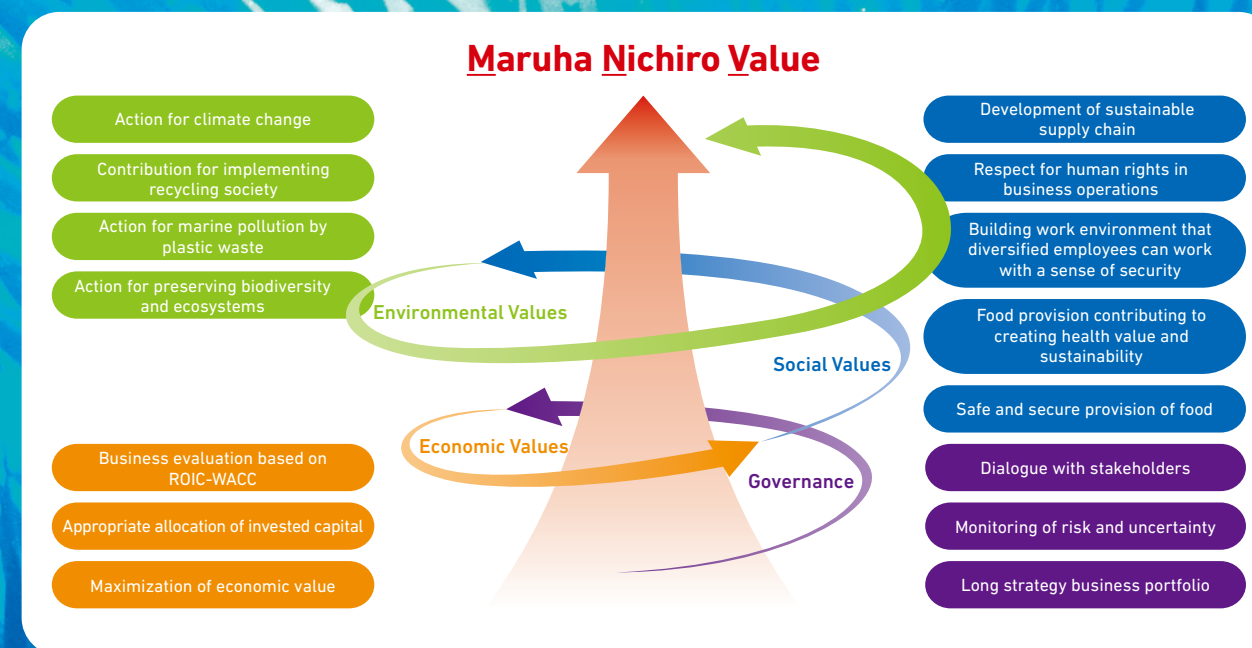 Maruha Nichiro Value
Action for climate change
Contribution for implementing
recycling society
Action for marine pollution by
plastic waste
Action for preserving biodiversity
and ecosystems
Environmental Values
Development of sustainable
supply chain
Respect for human rights in
business operations
Building work environment that
diversified employees can work
with a sense of security
Food provision contributing to
creating health value and
sustainability
Safe and secure provision of food
Social Values
Economic Values
Business evaluation based on
ROIC-WACC
Appropriate allocation of invested capital
Maximization of economic value
Governance
Dialogue with stakeholders
Monitoring of risk and uncertainty
Long strategy business portfolio